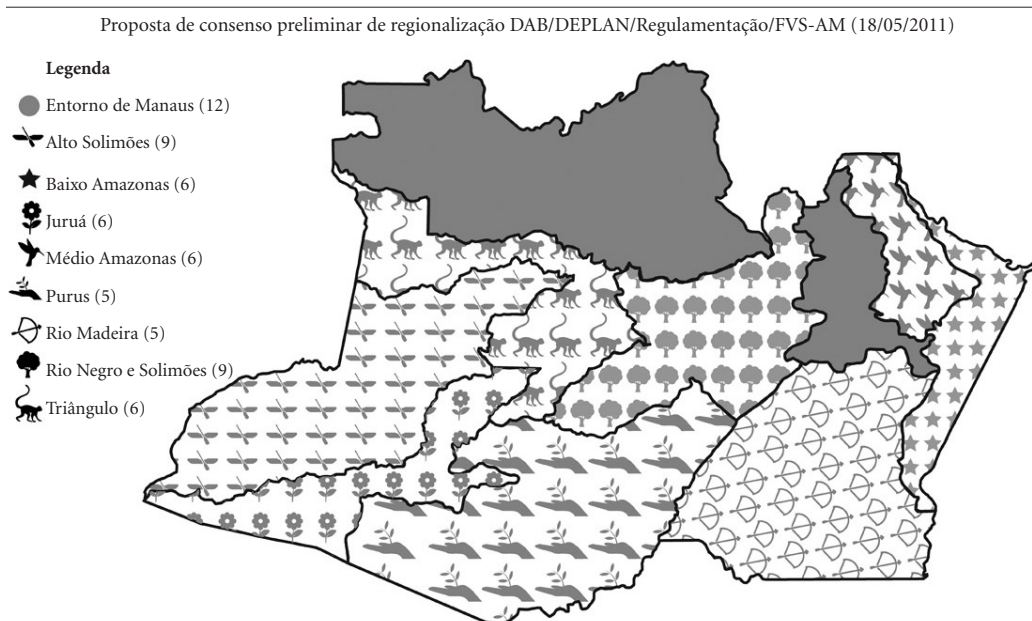 Proposta de consenso preliminar de regionalização DAB/DEPLAN/Regulamentação/FVS-AM (18/05/2011)
Legenda
Entorno de Manaus (12)
Alto Solimões (9)
Baixo Amazonas (6)
Juruá (6)
Médio Amazonas (6)
Purus (5)
Rio Madeira (5)
Rio Negro e Solimões (9)
Triângulo (6)